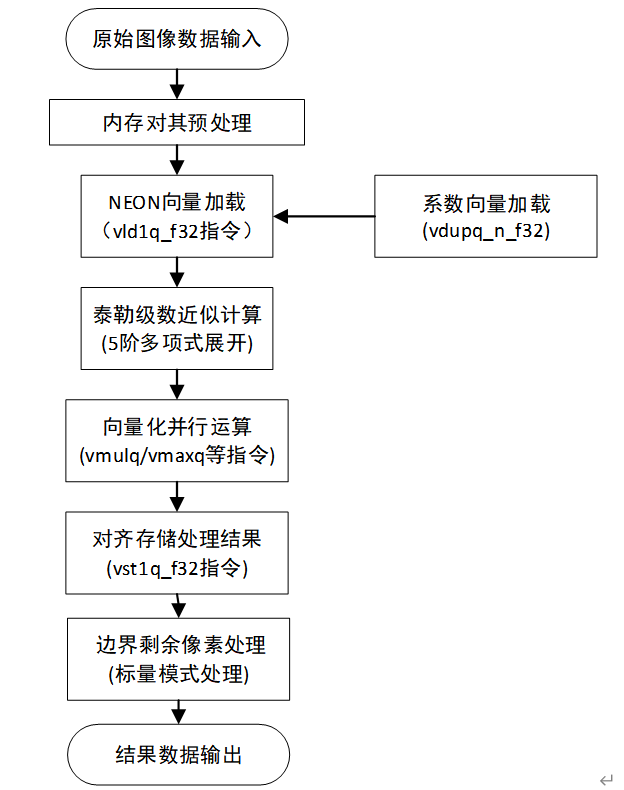 原始图像数据输入
内存对其预处理
NEON向量加载
（vld1q_f32指令）
系数向量加载
(vdupq_n_f32)
泰勒级数近似计算
(5阶多项式展开)
向量化并行运算
(vmulq/vmaxq等指令)
对齐存储处理结果
(vst1q_f32指令)
边界剩余像素处理
(标量模式处理)
结果数据输出